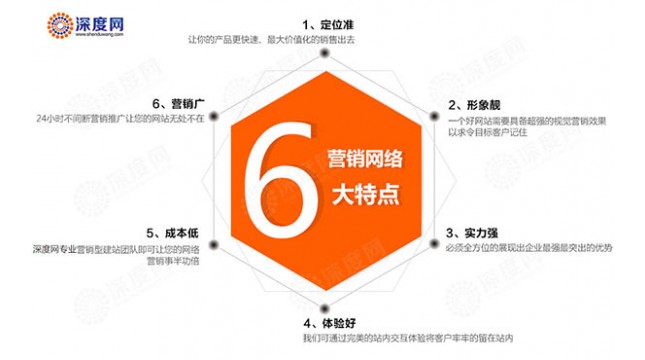 深度网
www.shenduwang.com
1、定位准
让你的产品更快速，最大价值化的销售出去
6、营销广
24小时不间断营销推广让您的网站无处不在
2、形象靓
一个好网站需要具备超强的视觉营销效果
以求令目标客户记住
6
营销网络
大特点
5、成本低
深度网专业营销型建站团队即可让您的网络
营销事半功倍
3、实力强
必须全方位的展现出企业最强最突出的优势
4、体验好
我们可通过完美的站内交互体验将客户牢牢的留在站内